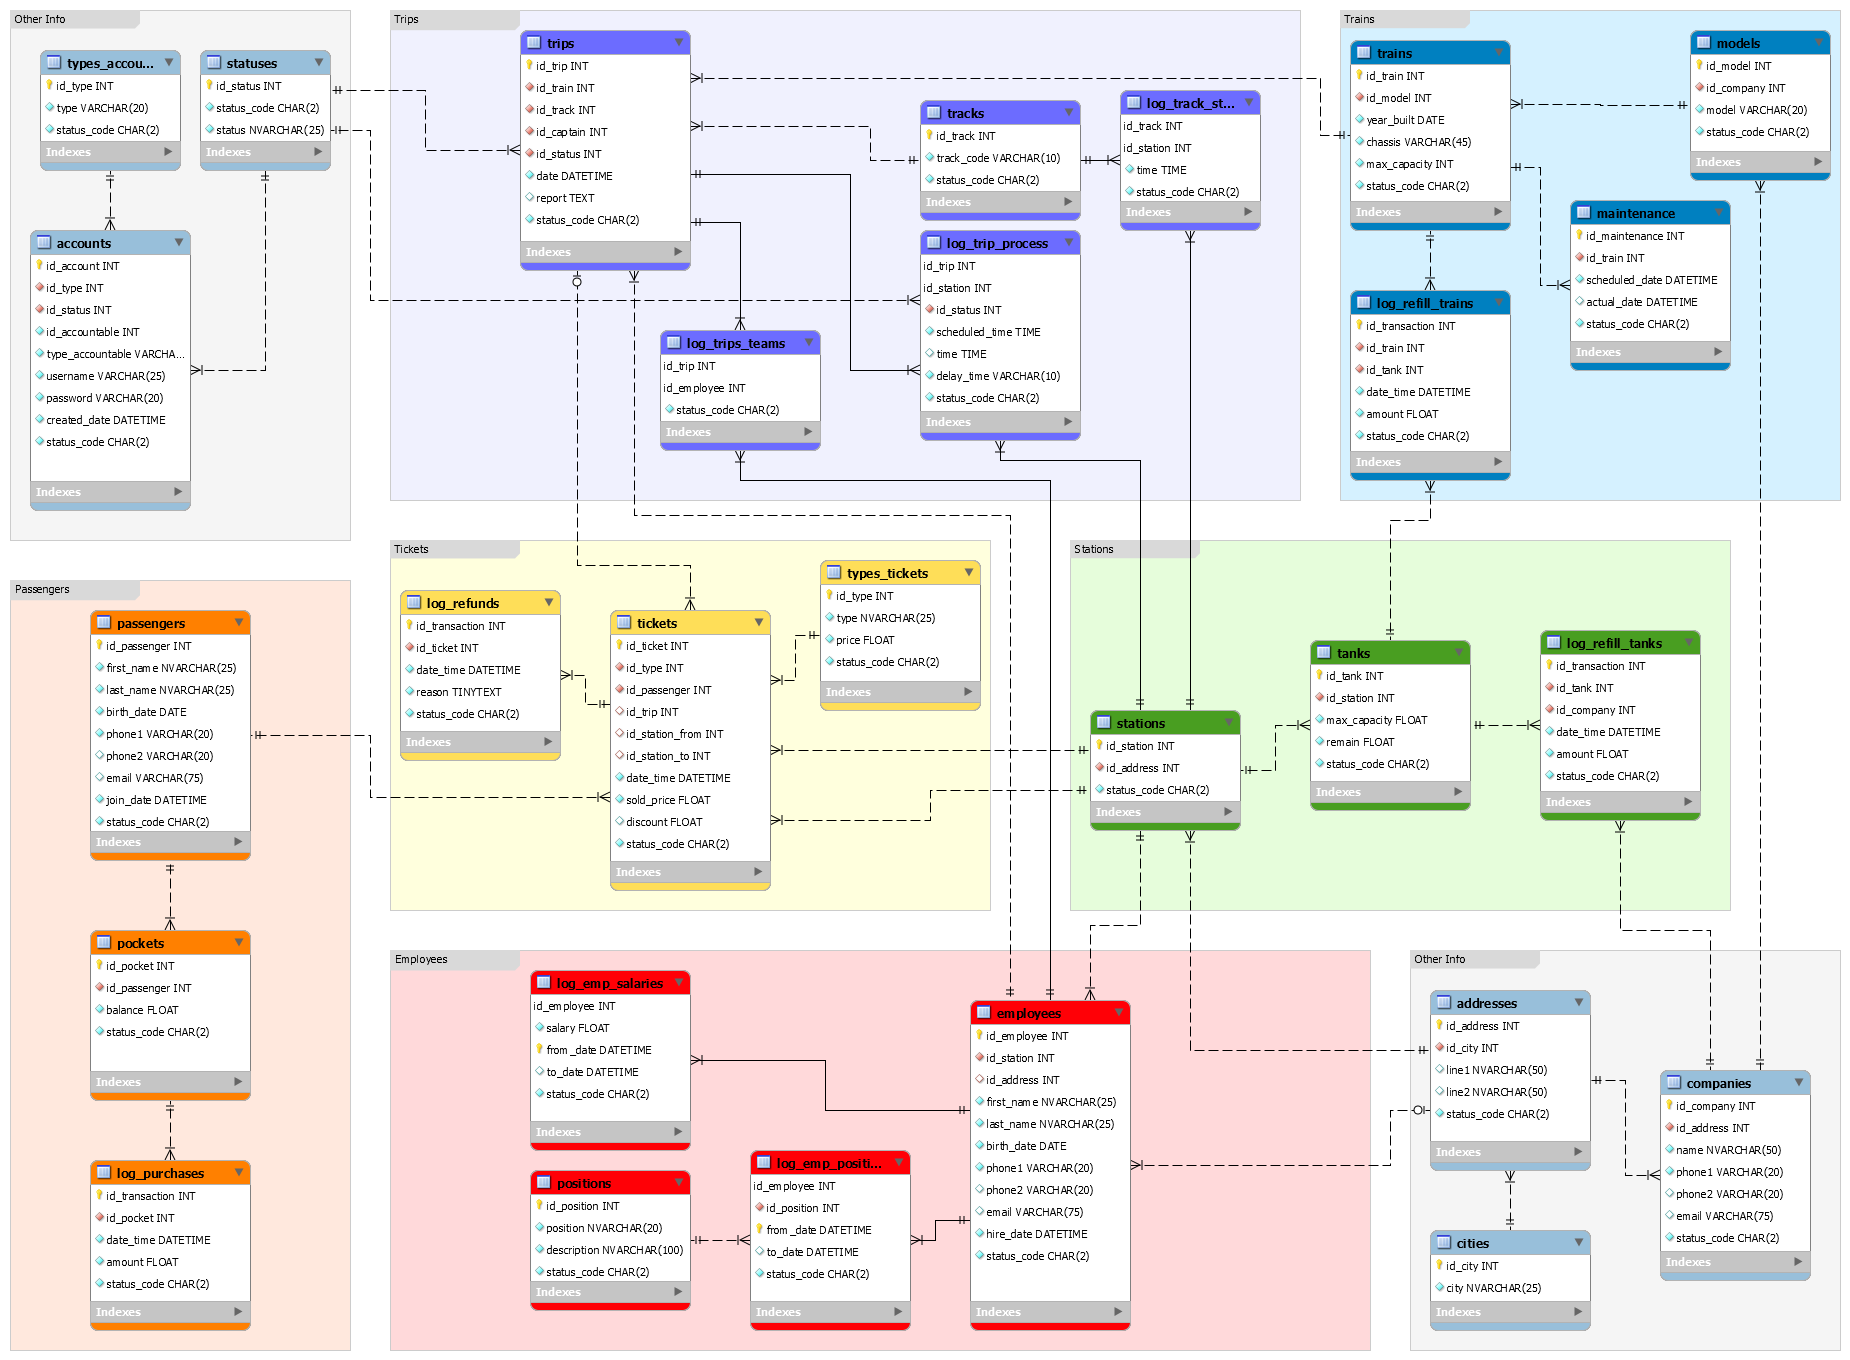 Other Info
types_accou...
id_type INT
type VARCHAR(20)
status_code CHAR(2)
Indexes
statuses
id_status INT
status_code CHAR(2)
status NVARCHAR(25)
Indexes
accounts
id_account INT
id_type INT
id_status INT
id_accountable INT
type_accountable VARCHA...
username VARCHAR(25)
password VARCHAR(20)
created_date DATETIME
status_code CHAR(2)
Indexes
Trips
trips
id_trip INT
id_train INT
id_track INT
id_captain INT
id_status INT
date DATETIME
report TEXT
status_code CHAR(2)
Indexes
tracks
id_track INT
track_code VARCHAR(10)
status_code CHAR(2)
Indexes
log_track_st...
id_track INT
id_station INT
time TIME
status_code CHAR(2)
Indexes
log_trip_process
id_trip INT
id_station INT
id_status INT
scheduled_time TIME
time TIME
delay_time VARCHAR(10)
status_code CHAR(2)
Indexes
log_trips_teams
id_trip INT
id_employee INT
status_code CHAR(2)
Indexes
Trains
trains
id_train INT
id_model INT
year_built DATE
chassis VARCHAR(45)
max_capacity INT
status_code CHAR(2)
Indexes
models
id_model INT
id_company INT
model VARCHAR(20)
status_code CHAR(2)
Indexes
maintenance
id_maintenance INT
id_train INT
scheduled_date DATETIME
actual_date DATETIME
status_code CHAR(2)
Indexes
log_refill_trains
id_transaction INT
id_train INT
id_tank INT
date_time DATETIME
amount FLOAT
status_code CHAR(2)
Indexes
Passengers
passengers
id_passenger INT
first_name NVARCHAR(25)
last_name NVARCHAR(25)
birth_date DATE
phone1 VARCHAR(20)
phone2 VARCHAR(20)
email VARCHAR(75)
join_date DATETIME
status_code CHAR(2)
Indexes
pockets
id_pocket INT
id_passenger INT
balance FLOAT
status_code CHAR(2)
Indexes
log_purchases
id_transaction INT
id_pocket INT
date_time DATETIME
amount FLOAT
status_code CHAR(2)
Indexes
Tickets
log_refunds
id_transaction INT
id_ticket INT
date_time DATETIME
reason TINYTEXT
status_code CHAR(2)
Indexes
tickets
id_ticket INT
id_type INT
id_passenger INT
id_trip INT
id_station_from INT
id_station_to INT
date_time DATETIME
sold_price FLOAT
discount FLOAT
status_code CHAR(2)
Indexes
types_tickets
id_type INT
type NVARCHAR(25)
price FLOAT
status_code CHAR(2)
Indexes
Stations
stations
id_station INT
id_address INT
status_code CHAR(2)
Indexes
tanks
id_tank INT
id_station INT
max_capacity FLOAT
remain FLOAT
status_code CHAR(2)
Indexes
log_refill_tanks
id_transaction INT
id_tank INT
id_company INT
date_time DATETIME
amount FLOAT
status_code CHAR(2)
Indexes
Employees
log_emp_salaries
id_employee INT
salary FLOAT
from_date DATETIME
to_date DATETIME
status_code CHAR(2)
Indexes
positions
id_position INT
position NVARCHAR(20)
description NVARCHAR(100)
status_code CHAR(2)
Indexes
log_emp_positi...
id_employee INT
id_position INT
from_date DATETIME
to_date DATETIME
status_code CHAR(2)
Indexes
employees
id_employee INT
id_station INT
id_address INT
first_name NVARCHAR(25)
last_name NVARCHAR(25)
birth_date DATE
phone1 VARCHAR(20)
phone2 VARCHAR(20)
email VARCHAR(75)
hire_date DATETIME
status_code CHAR(2)
Indexes
Other Info
addresses
id_address INT
id_city INT
line1 NVARCHAR(50)
line2 NVARCHAR(50)
status_code CHAR(2)
Indexes
cities
id_city INT
city NVARCHAR(25)
Indexes
companies
id_company INT
id_address INT
name NVARCHAR(50)
phone1 VARCHAR(20)
phone2 VARCHAR(20)
email VARCHAR(75)
status_code CHAR(2)
Indexes